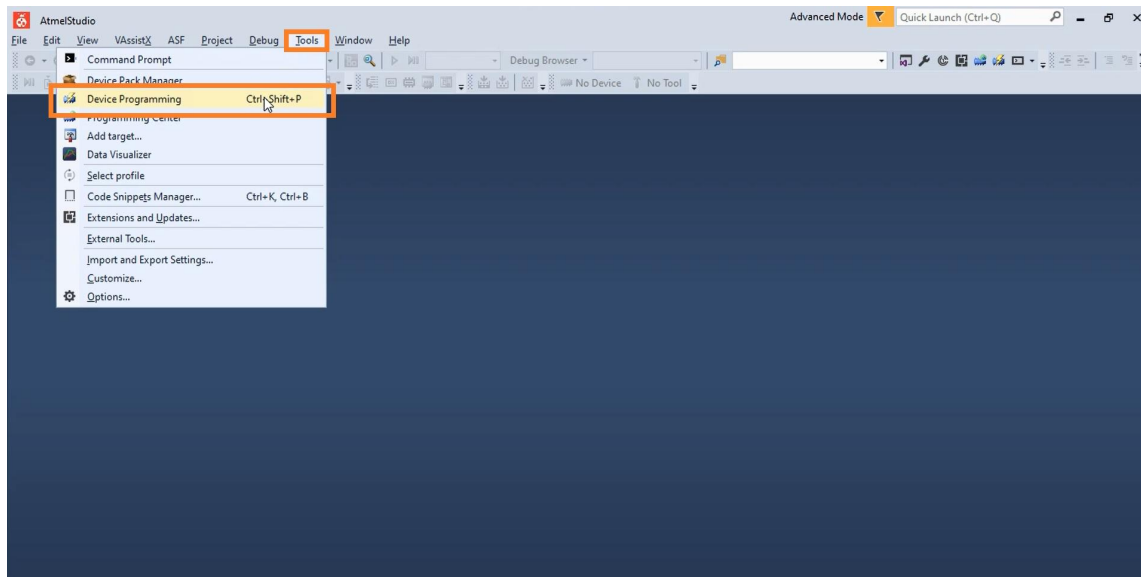 AtmelStudio
Advanced Mode
Quick Launch (Ctrl+Q)
File Edit View VAssistX ASF Project Debug Tools Window Help
Debug Browser
No Device No Tool
Command Prompt
Device Pack Manager
Device Programming Ctrl+Shift+P
Programming Center
Add target...
Data Visualizer
Select profile
Code Snippets Manager... Ctrl+K, Ctrl+B
Extensions and Updates...
External Tools...
Import and Export Settings...
Customize...
Options...